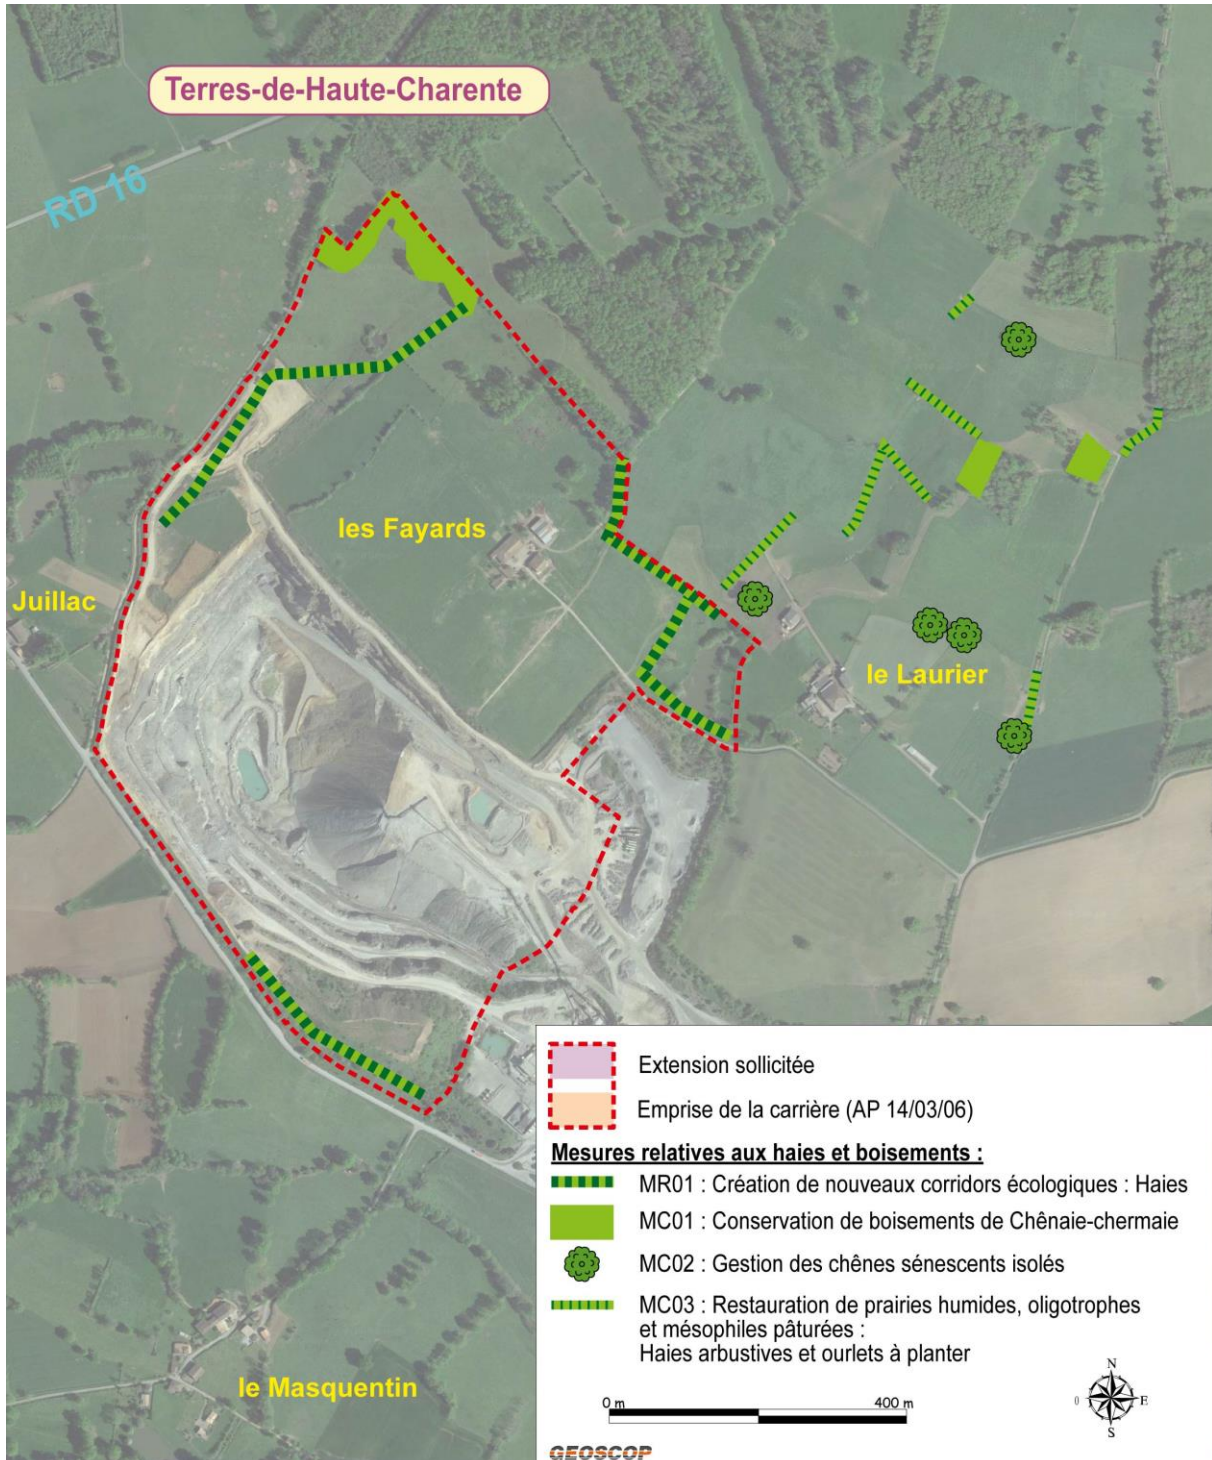 Terres-de-Haute-Charente
RD 16
les Fayards
Juillac
le Laurier
Extension sollicitée
Emprise de la carrière (AP 14/03/06)
Mesures relatives aux haies et boisements :
MR01 : Création de nouveaux corridors écologiques : Haies
MC01 : Conservation de boisements de Chênaie-chermaie
MC02 : Gestion des chênes sénescents isolés
MC03 : Restauration de prairies humides, oligotrophes
et mésophiles pâturées :
Haies arbustives et ourlets à planter
le Masquentin
N
0 E
S
0 m 400 m
GEOSCOP